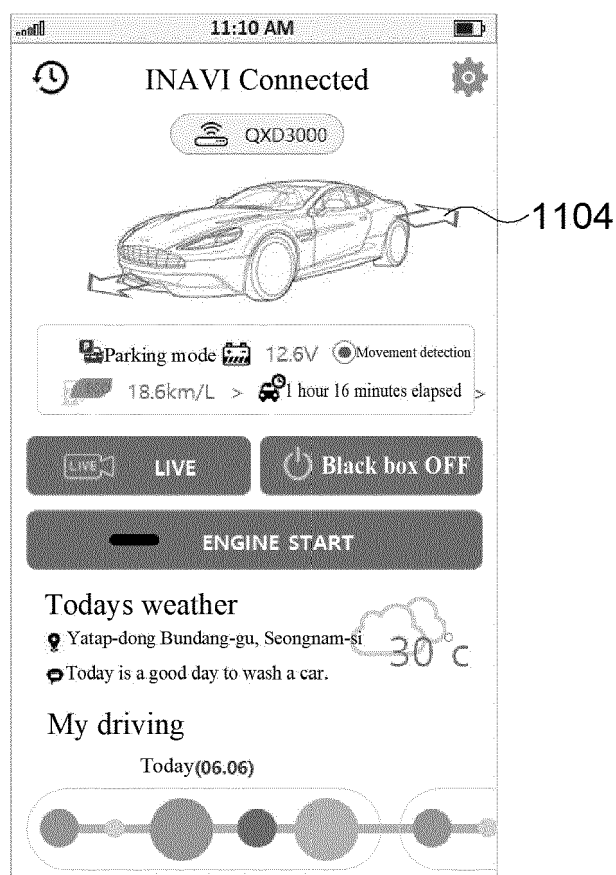 11:10 AM
INAVI Connected
QXD3000
1104
Parking mode 12.6V Movement detection
18.6km/L > 1 hour 16 minutes elapsed >
LIVE LIVE Black box OFF
ENGINE START
Todays weather
Yatap-dong Bundang-gu, Seongnam-si
30°c
Today is a good day to wash a car.
My driving
Today(06.06)